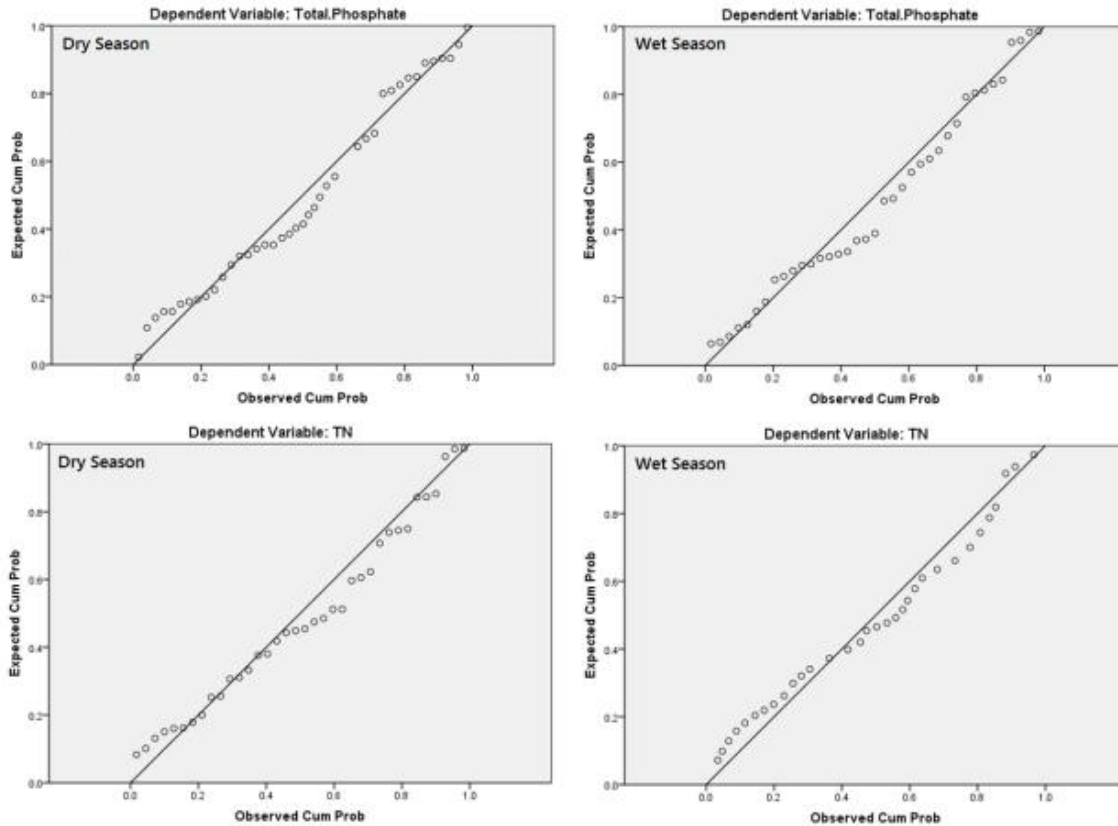 Dependent Variable: Total.Phosphate
Dry Season
1.0
0.8
0.6
0.4
0.2
0.0
Expected Cum Prob
0.0 0.2 0.4 0.6 0.8 1.0
Observed Cum Prob
Dependent Variable: Total.Phosphate
Wet Season
1.0
0.8
0.6
0.4
0.2
0.0
Expected Cum Prob
0.0 0.2 0.4 0.6 0.8 1.0
Observed Cum Prob
Dependent Variable: TN
Dry Season
1.0
0.8
0.6
0.4
0.2
0.0
Expected Cum Prob
0.0 0.2 0.4 0.6 0.8 1.0
Observed Cum Prob
Dependent Variable: TN
Wet Season
1.0
0.8
0.6
0.4
0.2
0.0
Expected Cum Prob
0.0 0.2 0.4 0.6 0.8 1.0
Observed Cum Prob